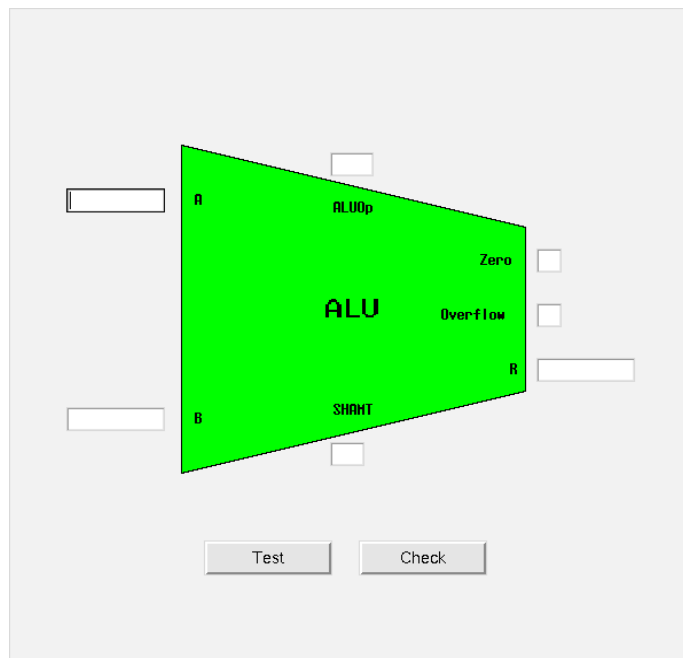 A
ALUOp
Zero
ALU
Overflow
R
SHAMT
B
Test
Check